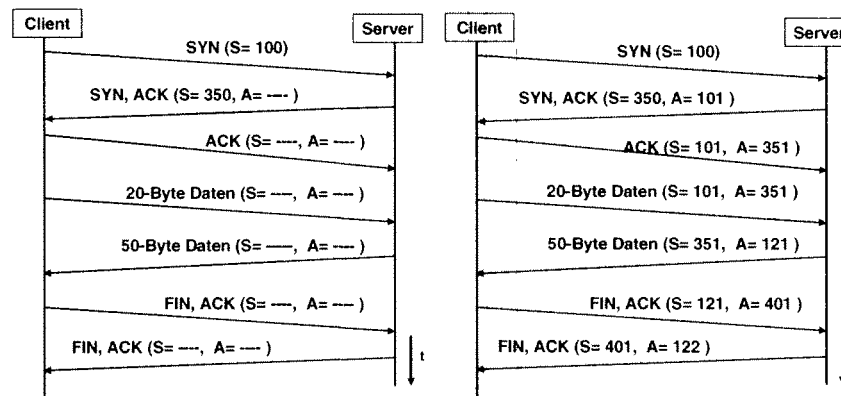 Client
Server
SYN (S= 100)
SYN, ACK (S= 350, A= ---- )
ACK (S= ----, A= ---- )
20-Byte Daten (S= ----, A= ---- )
50-Byte Daten (S= -----, A= ---- )
FIN, ACK (S= ----, A= ---- )
FIN, ACK (S= ----, A= ---- )
t
Client
Server
SYN (S= 100)
SYN, ACK (S= 350, A= 101 )
ACK (S= 101, A= 351 )
20-Byte Daten (S= 101, A= 351 )
50-Byte Daten (S= 351, A= 121 )
FIN, ACK (S= 121, A= 401 )
FIN, ACK (S= 401, A= 122 )